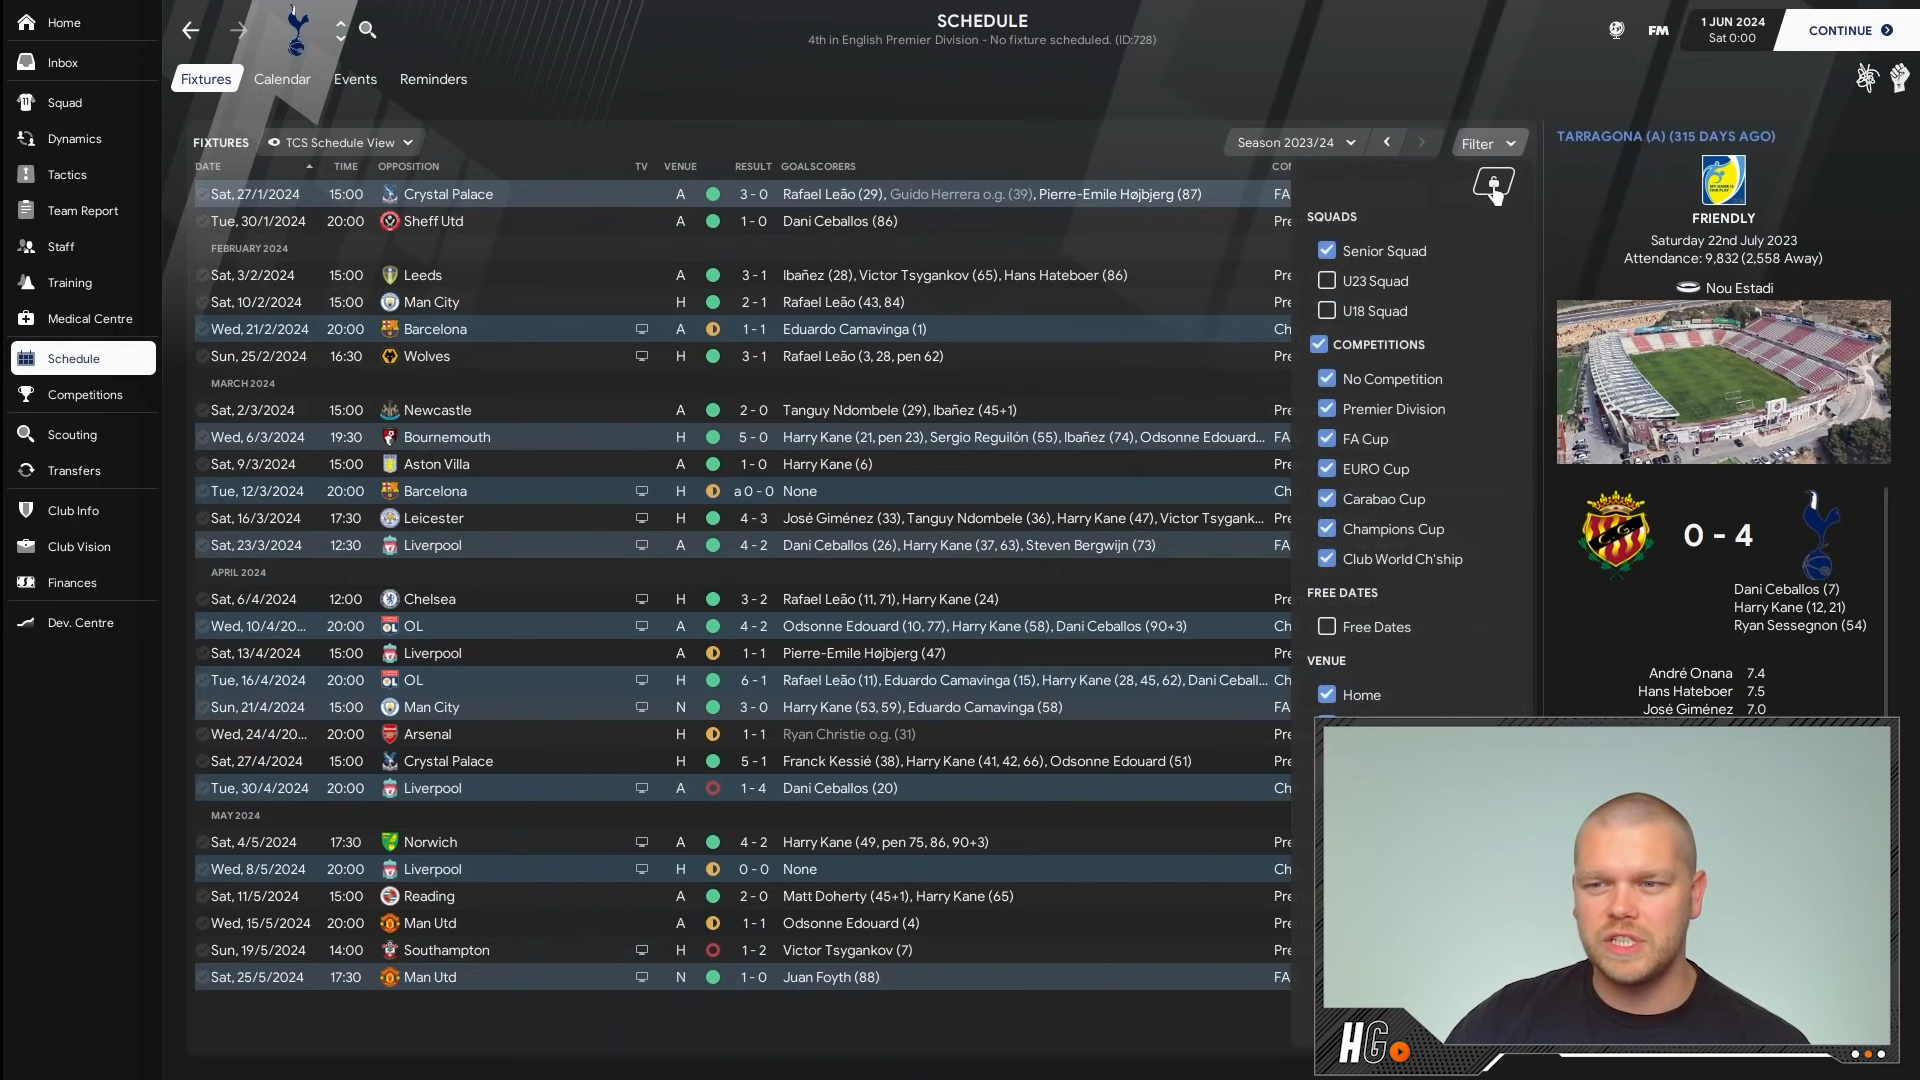 Home
Inbox
Squad
Dynamics
Tactics
Team Report
Staff
Training
Medical Centre
Schedule
Competitions
Scouting
Transfers
Club Info
Club Vision
Finances
Dev. Centre
SCHEDULE
4th in English Premier Division - No fixture scheduled. (ID:728)
FM
1 JUN 2024
Sat 0:00
CONTINUE
Fixtures Calendar Events Reminders
FIXTURES TCS Schedule View Season 2023/24 Filter
DATE TIME OPPOSITION TV VENUE RESULT GOALSCORERS COM
Sat, 27/1/2024 15:00 Crystal Palace A 3 - 0 Rafael Leão (29), Guido Herrera o.g. (39), Pierre-Emile Højbjerg (87) FA
Tue, 30/1/2024 20:00 Sheff Utd A 1 - 0 Dani Ceballos (86) Pre
FEBRUARY 2024
Sat, 3/2/2024 15:00 Leeds A 3 - 1 Ibañez (28), Victor Tsygankov (65), Hans Hateboer (86) Pre
Sat, 10/2/2024 15:00 Man City H 2 - 1 Rafael Leão (43, 84) Pre
Wed, 21/2/2024 20:00 Barcelona A 1 - 1 Eduardo Camavinga (1) Ch
Sun, 25/2/2024 16:30 Wolves H 3 - 1 Rafael Leão (3, 28, pen 62) Pre
MARCH 2024
Sat, 2/3/2024 15:00 Newcastle A 2 - 0 Tanguy Ndombele (29), Ibañez (45+1) Pre
Wed, 6/3/2024 19:30 Bournemouth H 5 - 0 Harry Kane (21, pen 23), Sergio Reguilón (55), Ibañez (74), Odsonne Edouard... FA
Sat, 9/3/2024 15:00 Aston Villa A 1 - 0 Harry Kane (6) Pre
Tue, 12/3/2024 20:00 Barcelona H a 0 - 0 None Ch
Sat, 16/3/2024 17:30 Leicester H 4 - 3 José Giménez (33), Tanguy Ndombele (36), Harry Kane (47), Victor Tsygank... Pre
Sat, 23/3/2024 12:30 Liverpool A 4 - 2 Dani Ceballos (26), Harry Kane (37, 63), Steven Bergwijn (73) FA
APRIL 2024
Sat, 6/4/2024 12:00 Chelsea H 3 - 2 Rafael Leão (11, 71), Harry Kane (24) Pre
Wed, 10/4/20... 20:00 OL A 4 - 2 Odsonne Edouard (10, 77), Harry Kane (58), Dani Ceballos (90+3) Ch
Sat, 13/4/2024 15:00 Liverpool A 1 - 1 Pierre-Emile Højbjerg (47) Pre
Tue, 16/4/2024 20:00 OL H 6 - 1 Rafael Leão (11), Eduardo Camavinga (15), Harry Kane (28, 45, 62), Dani Ceball... Ch
Sun, 21/4/2024 15:00 Man City N 3 - 0 Harry Kane (53, 59), Eduardo Camavinga (58) FA
Wed, 24/4/20... 20:00 Arsenal H 1 - 1 Ryan Christie o.g. (31) Pre
Sat, 27/4/2024 15:00 Crystal Palace H 5 - 1 Franck Kessié (38), Harry Kane (41, 42, 66), Odsonne Edouard (51) Pre
Tue, 30/4/2024 20:00 Liverpool A 1 - 4 Dani Ceballos (20) Ch
MAY 2024
Sat, 4/5/2024 17:30 Norwich A 4 - 2 Harry Kane (49, pen 75, 86, 90+3) Pre
Wed, 8/5/2024 20:00 Liverpool H 0 - 0 None Ch
Sat, 11/5/2024 15:00 Reading A 2 - 0 Matt Doherty (45+1), Harry Kane (65) Pre
Wed, 15/5/2024 20:00 Man Utd A 1 - 1 Odsonne Edouard (4) Pre
Sun, 19/5/2024 14:00 Southampton H 1 - 2 Victor Tsygankov (7) Pre
Sat, 25/5/2024 17:30 Man Utd N 1 - 0 Juan Foyth (88) FA
SQUADS
Senior Squad
U23 Squad
U18 Squad
COMPETITIONS
No Competition
Premier Division
FA Cup
EURO Cup
Carabao Cup
Champions Cup
Club World Ch'ship
FREE DATES
Free Dates
VENUE
Home
TARRAGONA (A) (315 DAYS AGO)
FRIENDLY
Saturday 22nd July 2023
Attendance: 9,832 (2,558 Away)
Nou Estadi
0 - 4
Dani Ceballos (7)
Harry Kane (12, 21)
Ryan Sessegnon (54)
André Onana 7.4
Hans Hateboer 7.5
José Giménez 7.0
HG